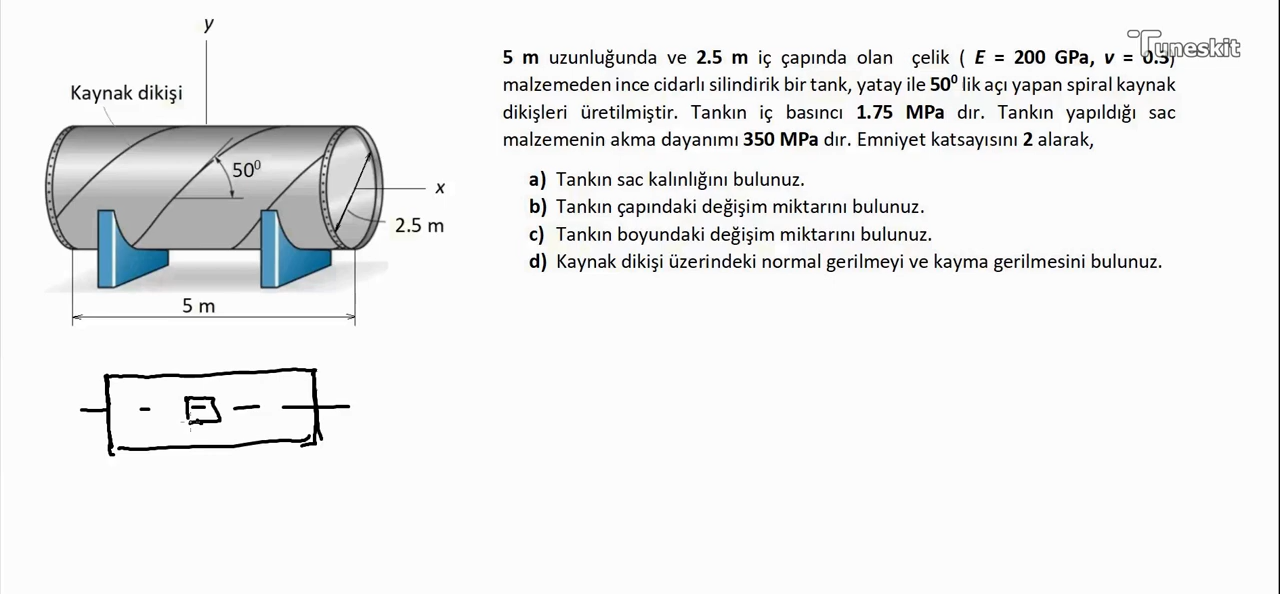 y
Tuneskit
5 m uzunluğunda ve 2.5 m iç çapında olan çelik ( E = 200 GPa, v = 0.3)
Kaynak dikişi
malzemeden ince cidarlı silindirik bir tank, yatay ile 50⁰ lik açı yapan spiral kaynak
dikişleri üretilmiştir. Tankın iç basıncı 1.75 MPa dır. Tankın yapıldığı sac
malzemenin akma dayanımı 350 MPa dır. Emniyet katsayısını 2 alarak,
50⁰
x
2.5 m
a) Tankın sac kalınlığını bulunuz.
b) Tankın çapındaki değişim miktarını bulunuz.
c) Tankın boyundaki değişim miktarını bulunuz.
d) Kaynak dikişi üzerindeki normal gerilmeyi ve kayma gerilmesini bulunuz.
5 m